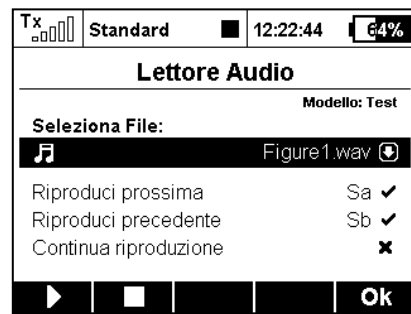 Tx Standard 12:22:44 64%
Lettore Audio
Modello: Test
Seleziona File:
Figure1.wav
Riproduci prossima Sa ✔
Riproduci precedente Sb ✔
Continua riproduzione ✖
Ok